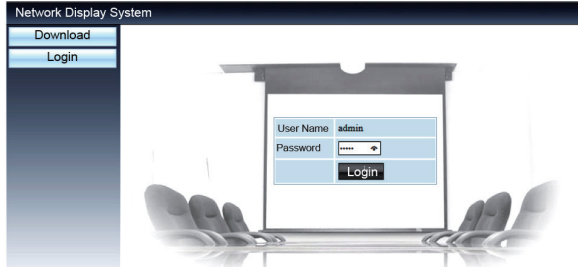 Network Display System
Download
Login
User Name admin
Password •••••
Login